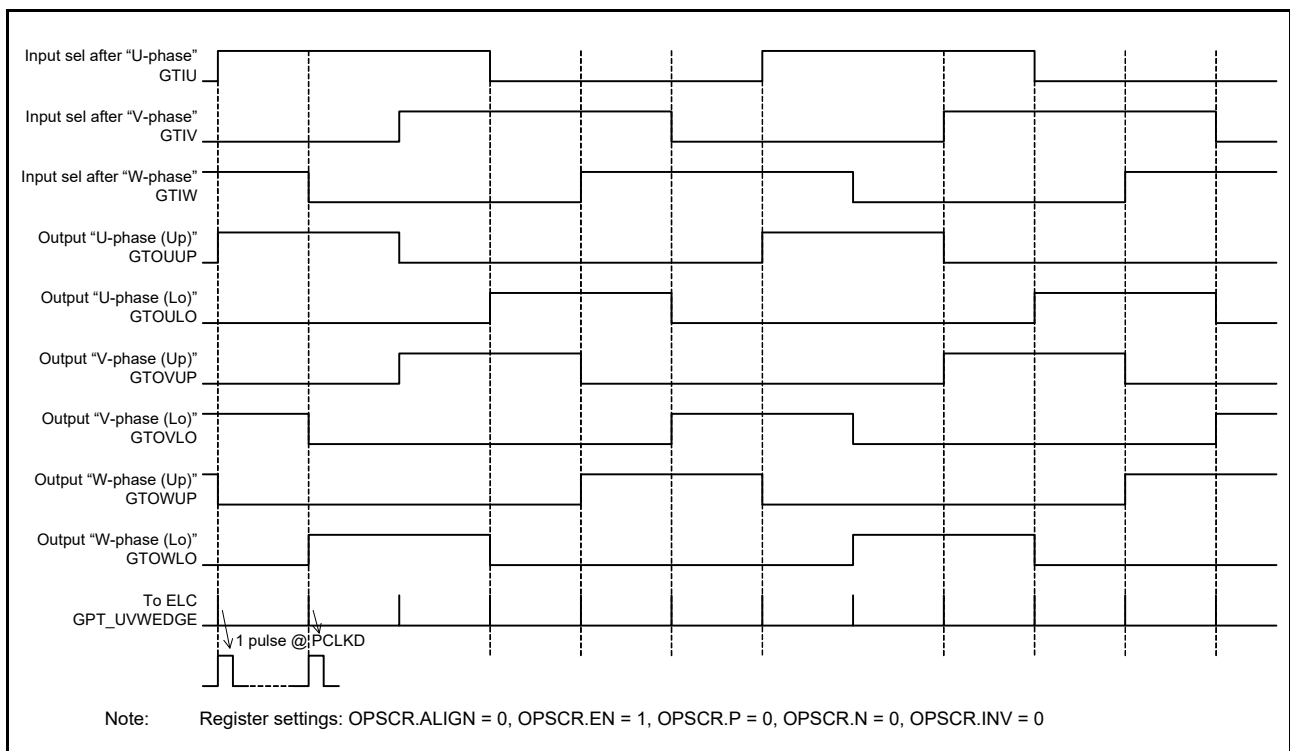 Input sel after “U-phase”
GTIU
Input sel after “V-phase”
GTIV
Input sel after “W-phase”
GTIW
Output “U-phase (Up)”
GTOUUP
Output “U-phase (Lo)”
GTOULO
Output “V-phase (Up)”
GTOVUP
Output “V-phase (Lo)”
GTOVLO
Output “W-phase (Up)”
GTOWUP
Output “W-phase (Lo)”
GTOWLO
To ELC
GPT_UVWEDGE
1 pulse @ PCLKD
Note: Register settings: OPSCR.ALIGN = 0, OPSCR.EN = 1, OPSCR.P = 0, OPSCR.N = 0, OPSCR.INV = 0